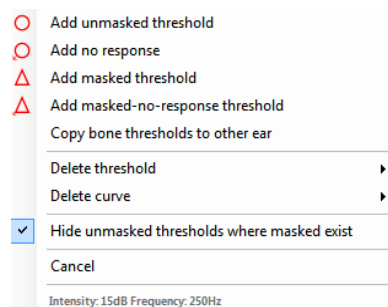 Add unmasked threshold
Add no response
Add masked threshold
Add masked-no-response threshold
Copy bone thresholds to other ear
Delete threshold
Delete curve
Hide unmasked thresholds where masked exist
Cancel
Intensity: 15dB Frequency: 250Hz